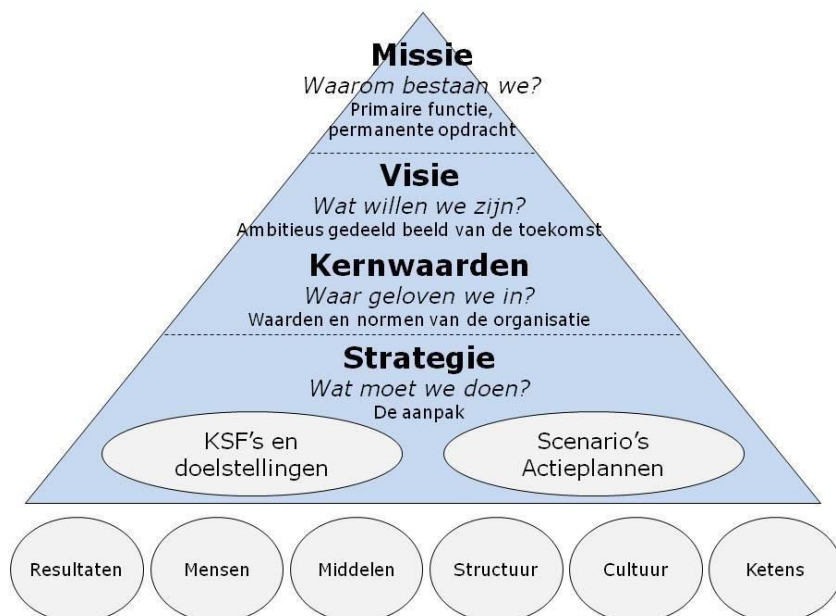 Missie
Waarom bestaan we?
Primaire functie,
permanente opdracht
Visie
Wat willen we zijn?
Ambitieus gedeeld beeld van de toekomst
Kernwaarden
Waar geloven we in?
Waarden en normen van de organisatie
Strategie
Wat moet we doen?
De aanpak
KSF's en
doelstellingen
Scenario's
Actieplannen
Resultaten
Mensen
Middelen
Structuur
Cultuur
Ketens